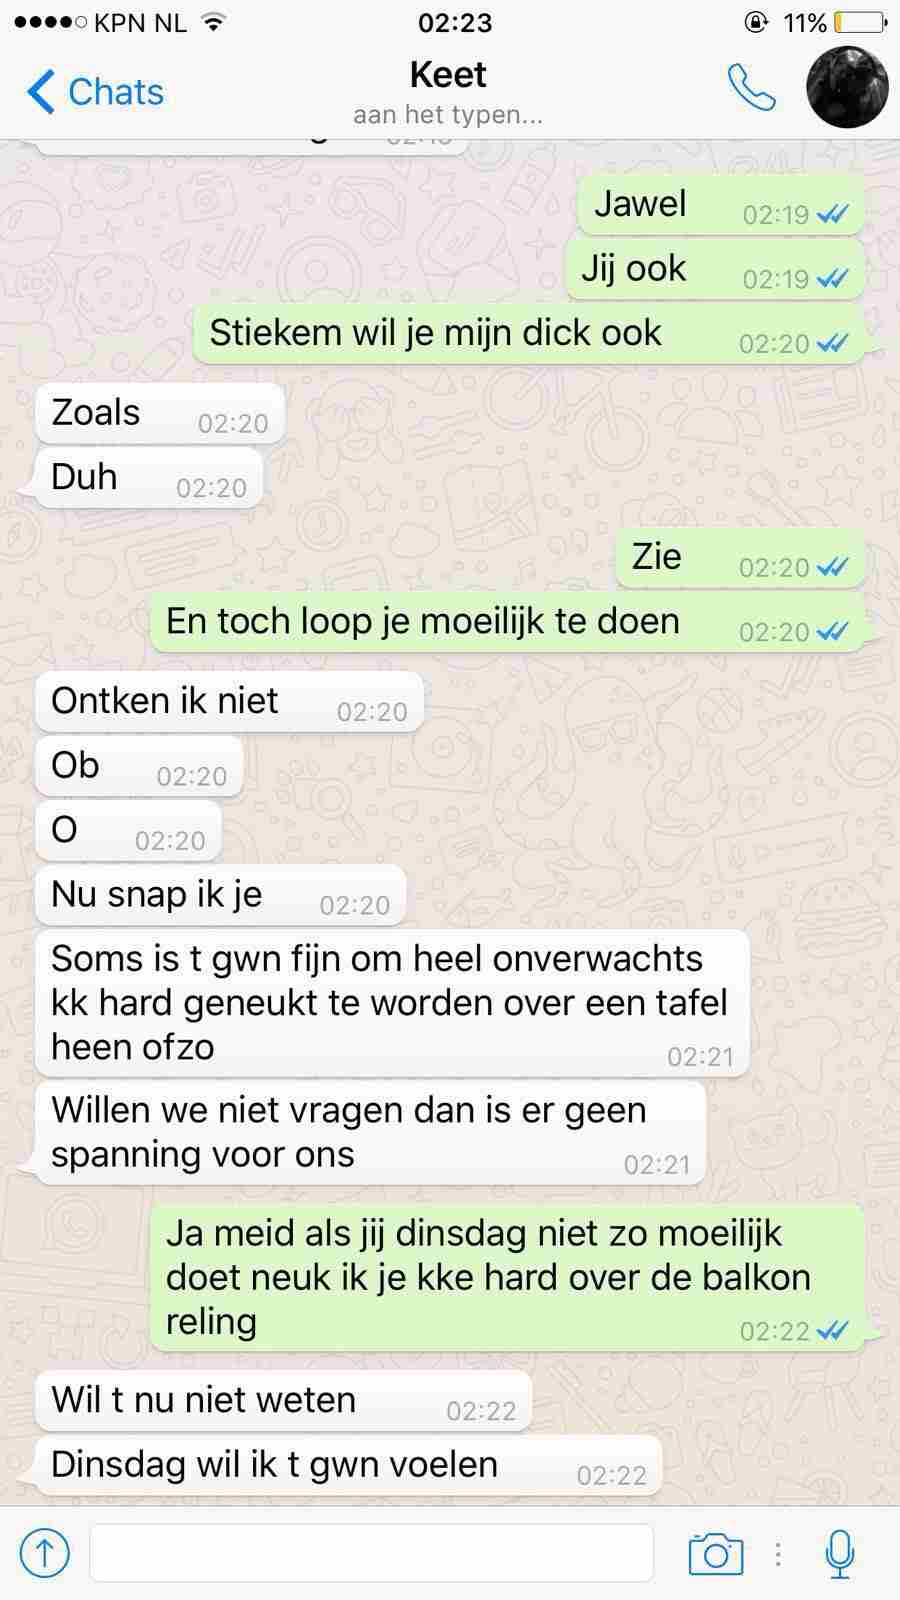 KPN NL 02:23 11%
Chats Keet
aan het typen...
Jawel 02:19
Jij ook 02:19
Stiekem wil je mijn dick ook 02:20
Zoals 02:20
Duh 02:20
Zie 02:20
En toch loop je moeilijk te doen 02:20
Ontken ik niet 02:20
Ob 02:20
O 02:20
Nu snap ik je 02:20
Soms is t gwn fijn om heel onverwachts
kk hard geneukt te worden over een tafel
heen ofzo 02:21
Willen we niet vragen dan is er geen
spanning voor ons 02:21
Ja meid als jij dinsdag niet zo moeilijk
doet neuk ik je kke hard over de balkon
reling 02:22
Wil t nu niet weten 02:22
Dinsdag wil ik t gwn voelen 02:22